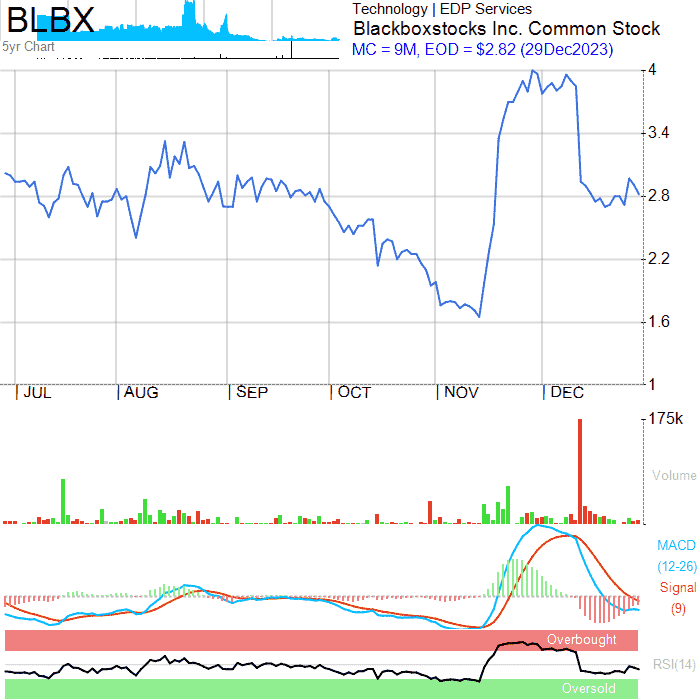 BLBX
5yr Chart
Technology | EDP Services
Blackboxstocks Inc. Common Stock
MC = 9M, EOD = $2.82 (29Dec2023)
4
3.4
2.8
2.2
1.6
1
JUL AUG SEP OCT NOV DEC
175k
Volume
MACD
(12-26)
Signal
(9)
Overbought
RSI(14)
Oversold